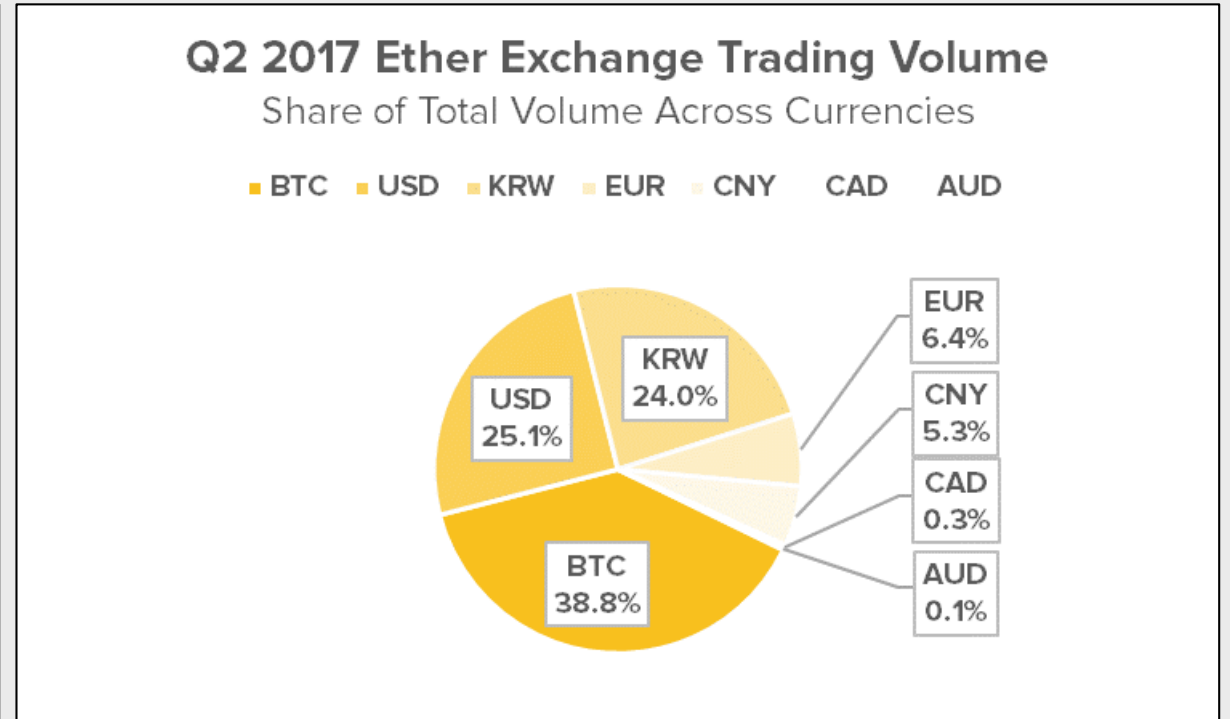 Q2 2017 Ether Exchange Trading Volume
Share of Total Volume Across Currencies
BTC USD KRW EUR CNY CAD AUD
EUR
6.4%
KRW
24.0%
CNY
5.3%
USD
25.1%
CAD
0.3%
BTC
38.8%
AUD
0.1%